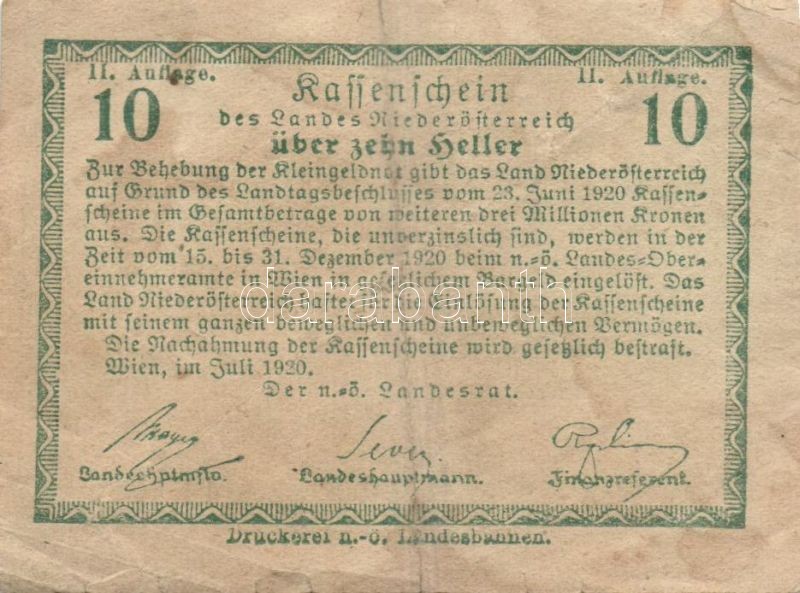 II. Auflage. II. Auflage.
10 Kassenschein 10
des Landes Niederösterreich
über zehn Heller
Zur Behebung der Kleingeldnot gibt das Land Niederösterreich
auf Grund des Landtagsbeschlusses vom 23. Juni 1920 Kassen-
scheine im Gesamtbetrage von weiteren drei Millionen Kronen
aus. Die Kassenscheine, die unverzinslich sind, werden in der
Zeit vom 15. bis 31. Dezember 1920 beim n.-ö. Landes-Ober-
einnehmeramte in Wien in gesetzlichem Bargeld eingelöst. Das
Land Niederösterreich haftet für die Einlösung der Kassenscheine
mit seinem ganzen beweglichen und unbeweglichen Vermögen.
Die Nachahmung der Kassenscheine wird gesetzlich bestraft.
Wien, im Juli 1920.
Der n.-ö. Landesrat.
Sever
Landeshauptmann. Finanzreferent.
Druckerei n.-ö. Landesbahnen.
darabanth